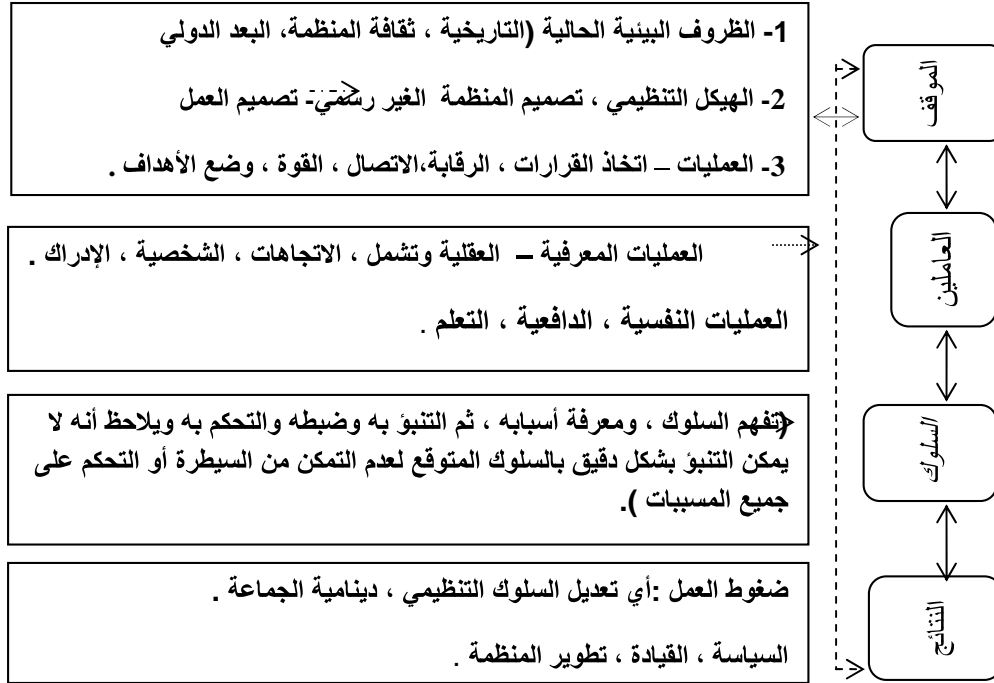 الموقف
1- الظروف البيئية الحالية (التاريخية ، ثقافة المنظمة، البعد الدولي
2- الهيكل التنظيمي ، تصميم المنظمة الغير رسمي- تصميم العمل
3- العمليات – اتخاذ القرارات ، الرقابة،الاتصال ، القوة ، وضع الأهداف .
العاملين
العمليات المعرفية – العقلية وتشمل ، الاتجاهات ، الشخصية ، الإدراك .
العمليات النفسية ، الدافعية ، التعلم .
السلوك
(تفهم السلوك ، ومعرفة أسبابه ، ثم التنبؤ به وضبطه والتحكم به ويلاحظ أنه لا
يمكن التنبؤ بشكل دقيق بالسلوك المتوقع لعدم التمكن من السيطرة أو التحكم على
جميع المسببات ).
النتائج
ضغوط العمل :أي تعديل السلوك التنظيمي ، دينامية الجماعة .
السياسة ، القيادة ، تطوير المنظمة .